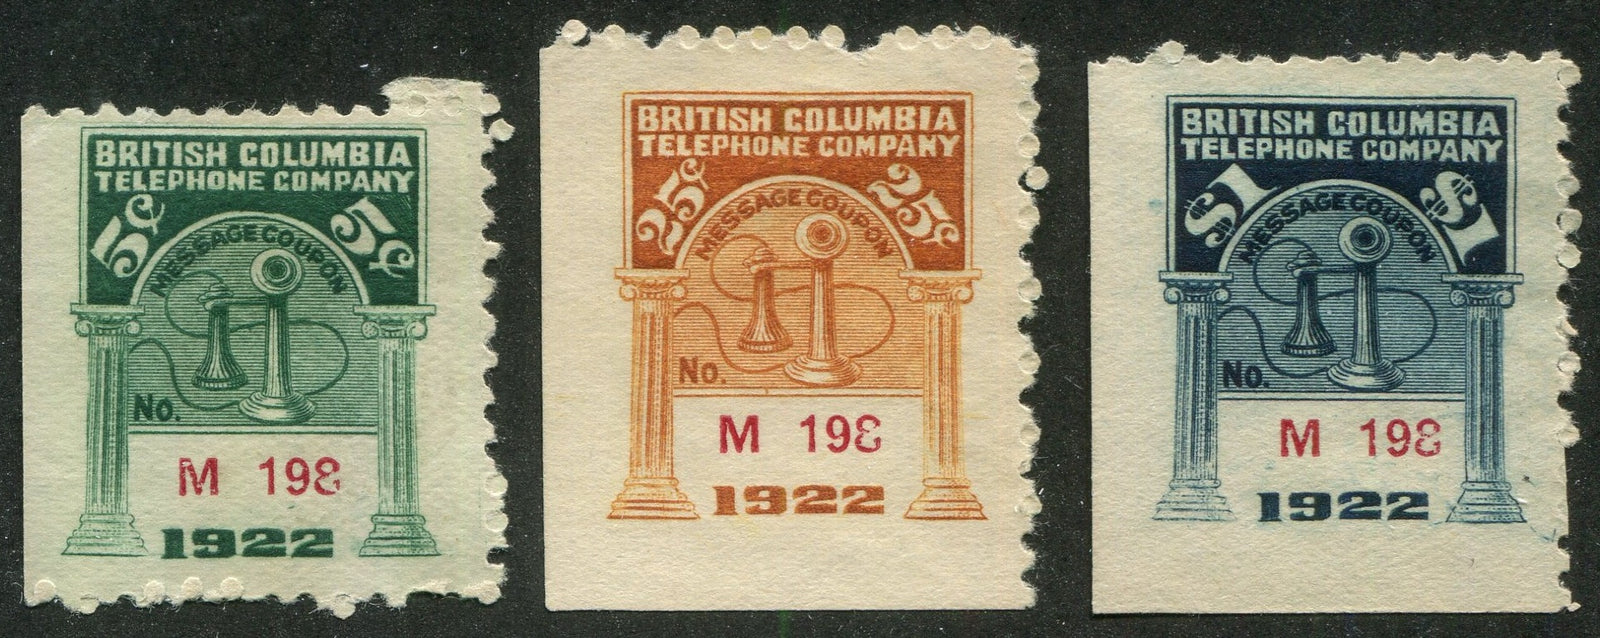 BRITISH COLUMBIA
TELEPHONE COMPANY
5¢ 5¢
MESSAGE COUPON
No.
M 198
1922
BRITISH COLUMBIA
TELEPHONE COMPANY
25¢ 25¢
MESSAGE COUPON
No.
M 198
1922
BRITISH COLUMBIA
TELEPHONE COMPANY
$1 $1
MESSAGE COUPON
No.
M 198
1922